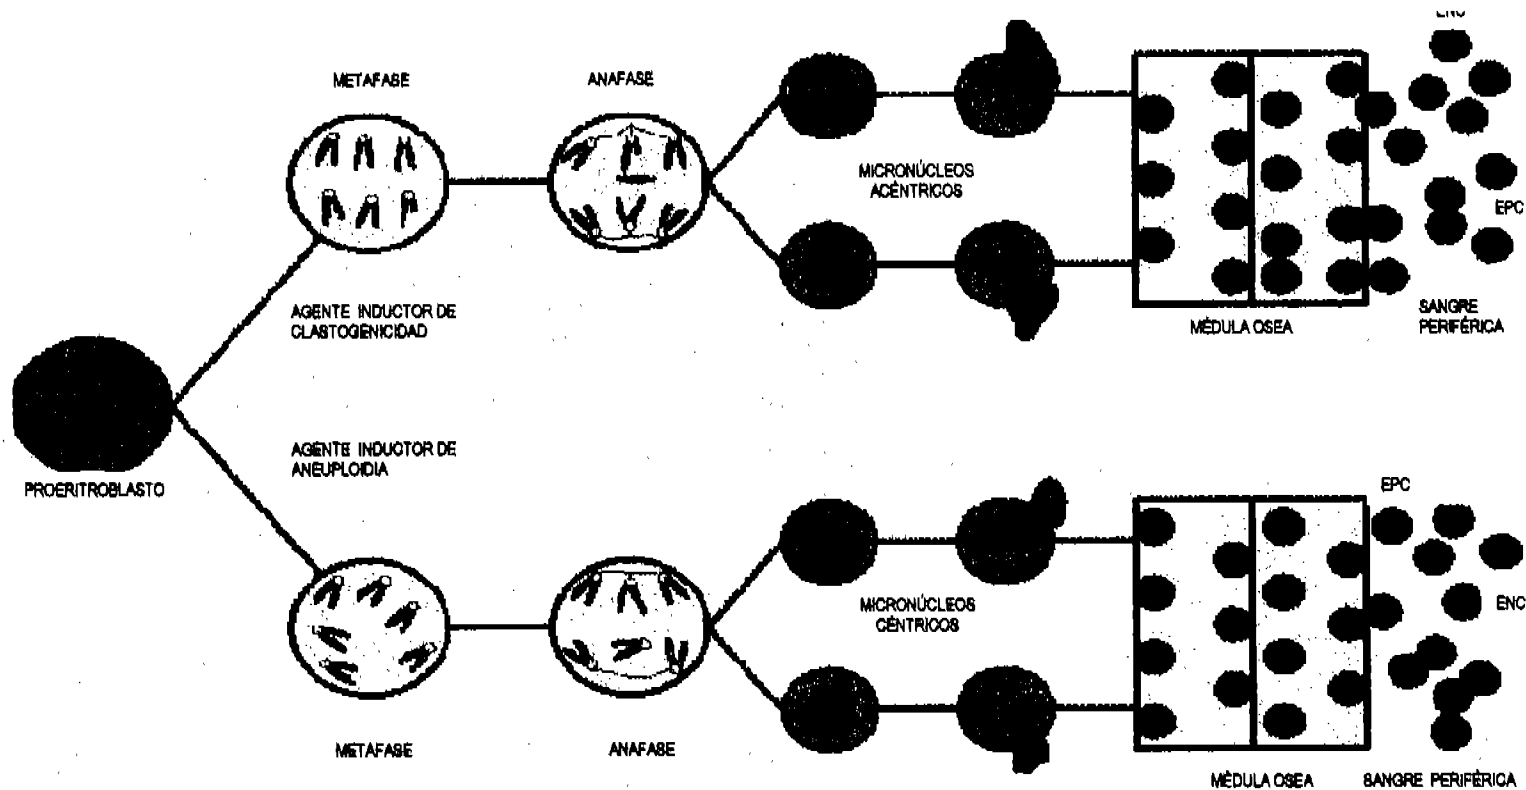 METAFASE
ANAFASE
MICRONÚCLEOS
ACÉNTRICOS
EPC
AGENTE INDUCTOR DE
CLASTOGENICIDAD
MÉDULA OSEA
SANGRE
PERIFÉRICA
PROERITROBLASTO
AGENTE INDUCTOR DE
ANEUPLOIDIA
EPC
MICRONÚCLEOS
CÉNTRICOS
ENC
METAFASE
ANAFASE
MÉDULA OSEA
SANGRE PERIFÉRICA